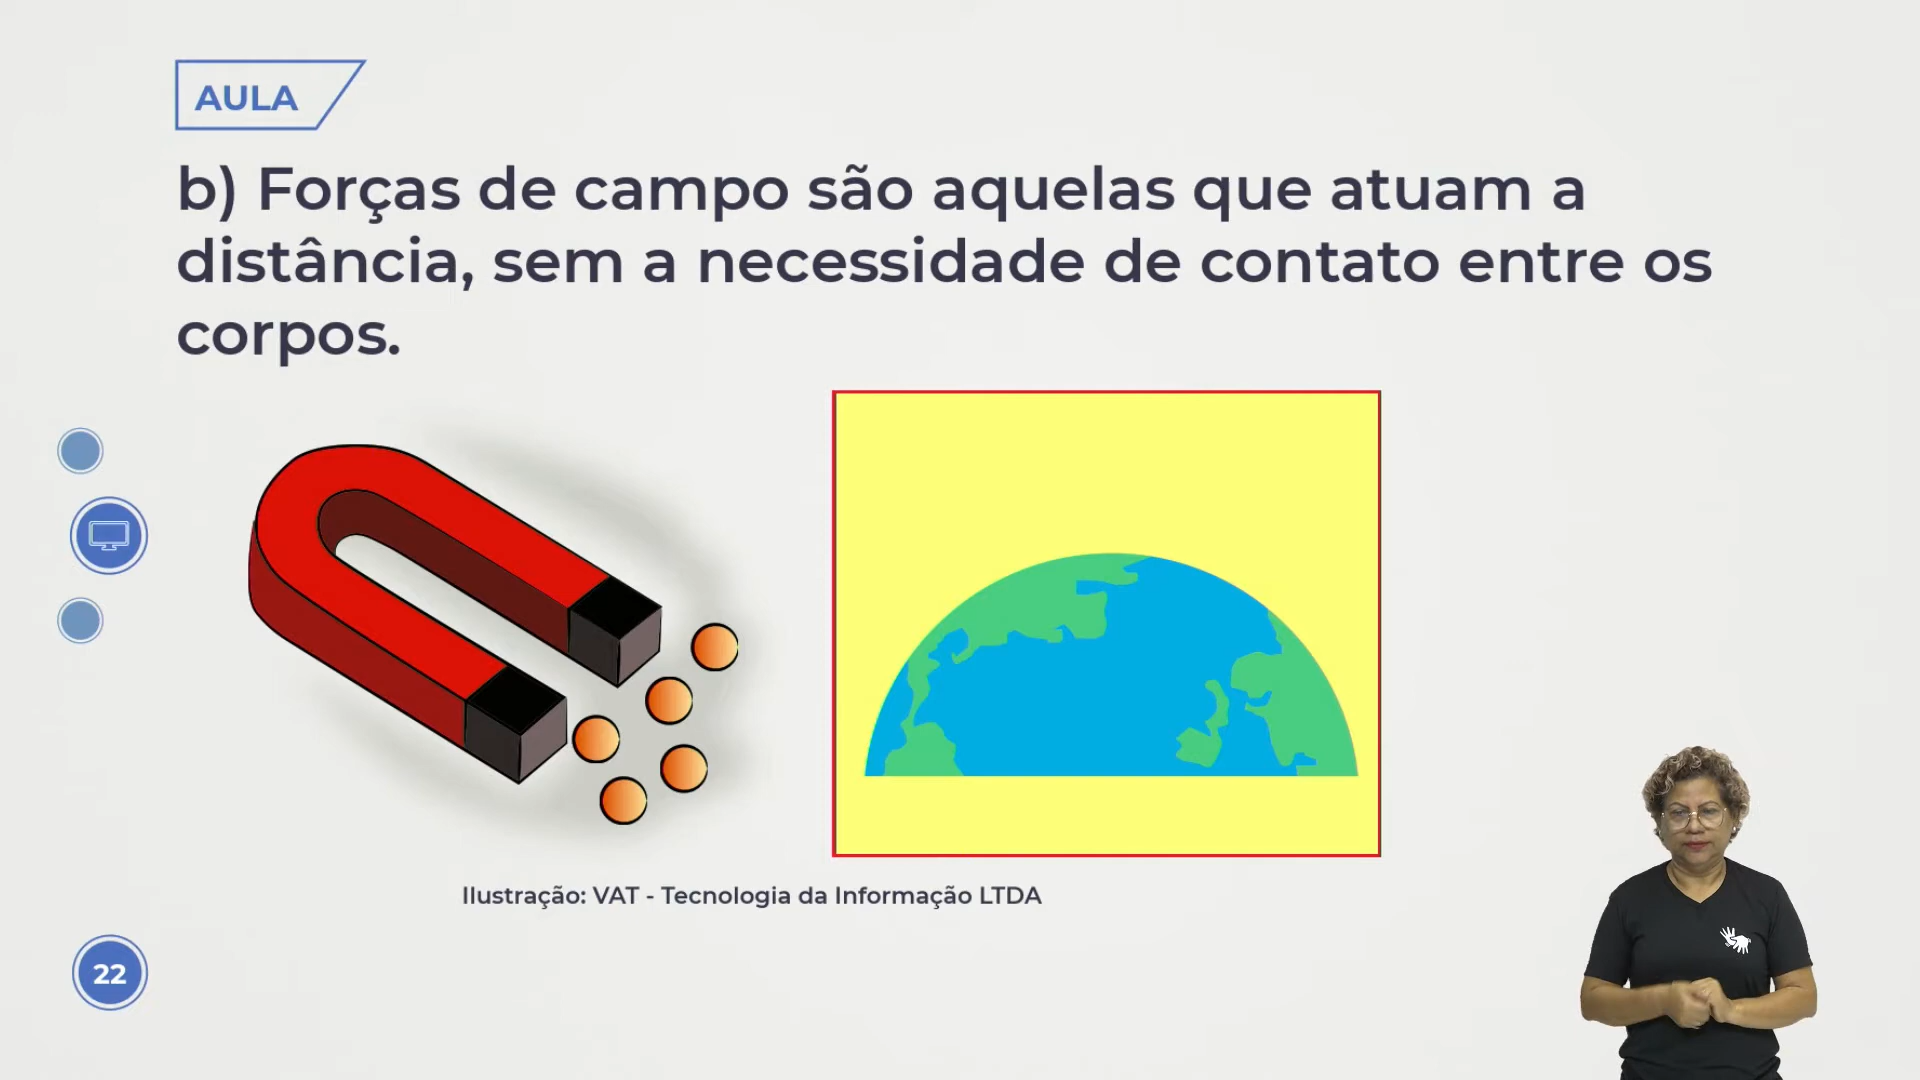 AULA
b) Forças de campo são aquelas que atuam a
distância, sem a necessidade de contato entre os
corpos.
Ilustração: VAT - Tecnologia da Informação LTDA
22